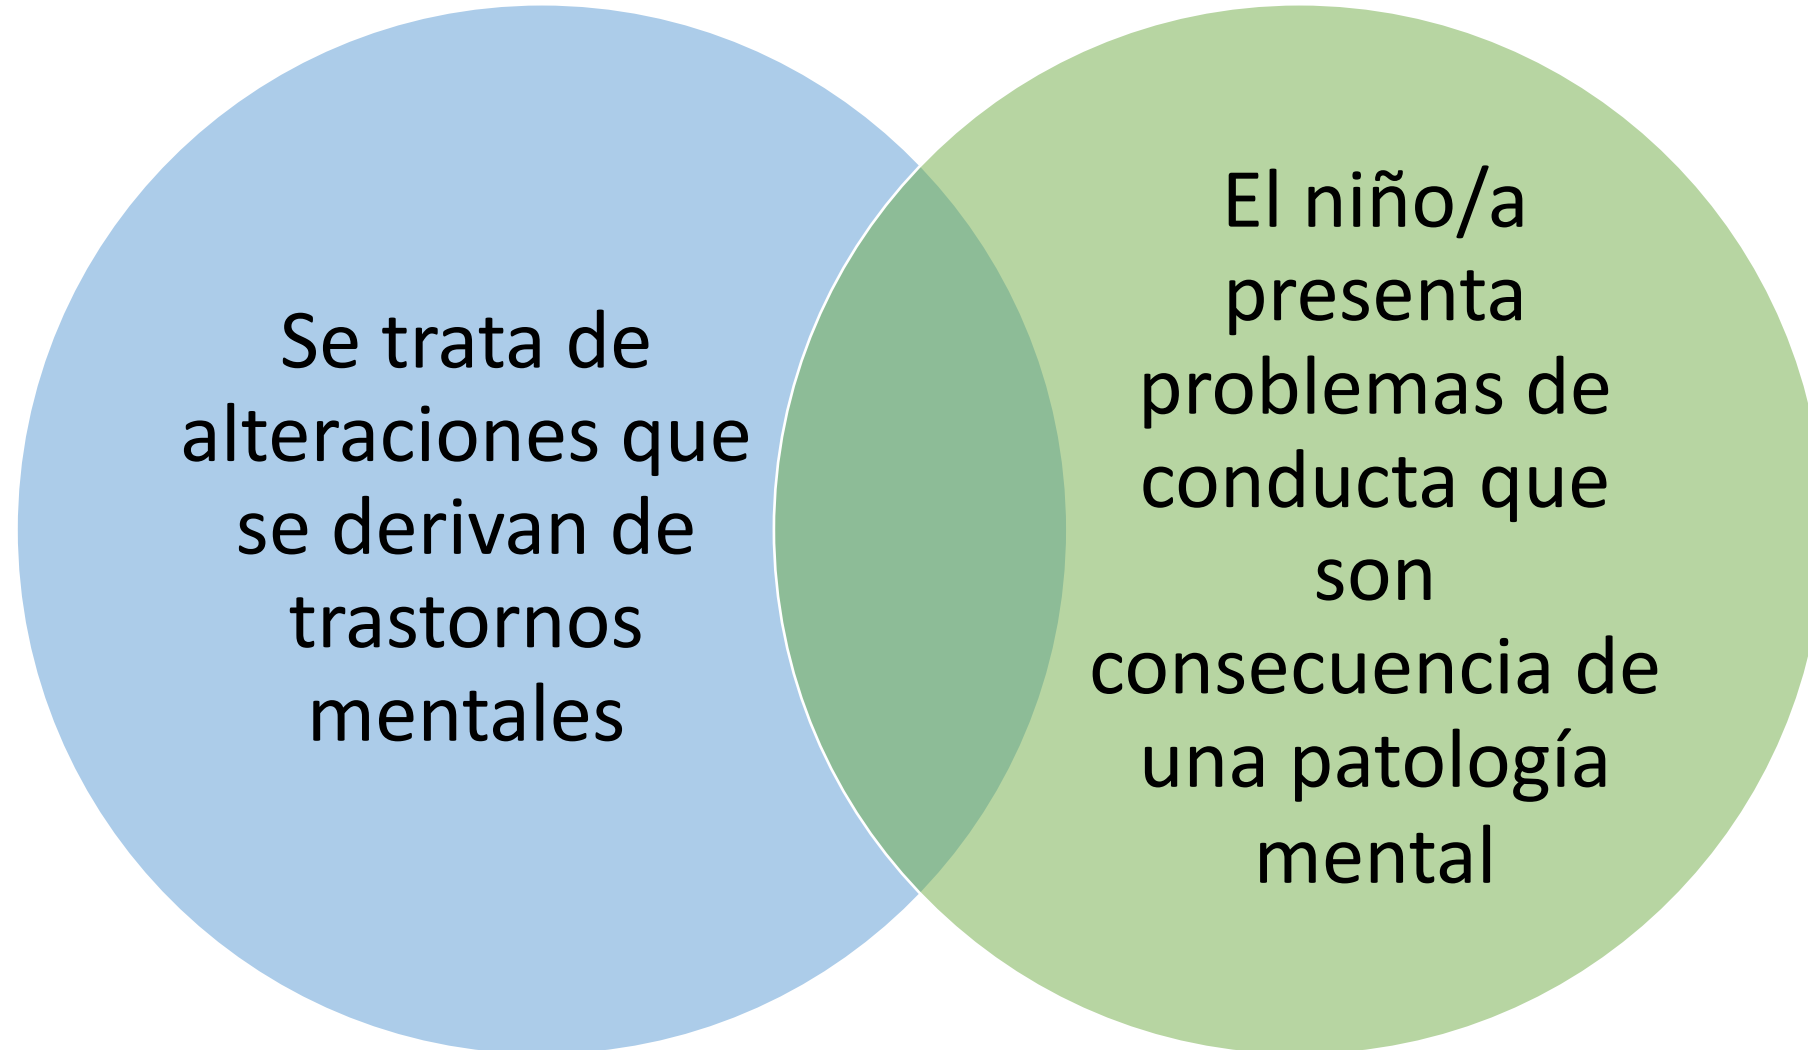 Se trata de
alteraciones que
se derivan de
trastornos
mentales
El niño/a
presenta
problemas de
conducta que
son
consecuencia de
una patología
mental